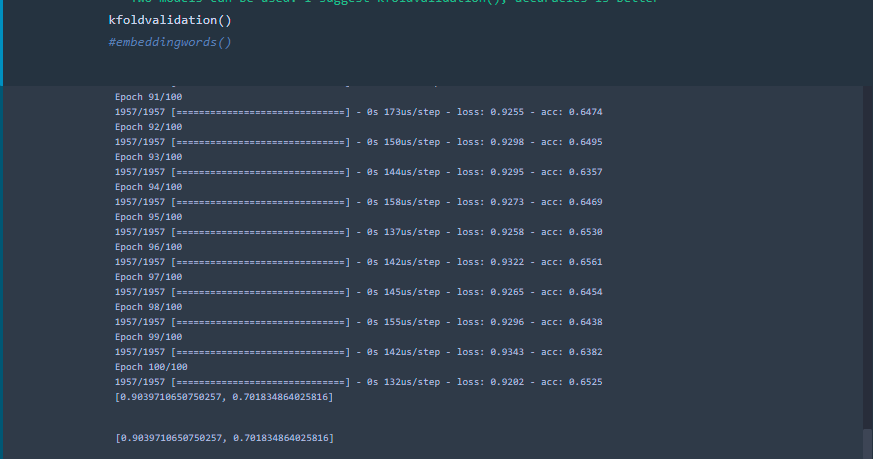 Two models can be used. I suggest kfoldvalidation(), accuracies is better
kfoldvalidation()
#embeddingwords()
Epoch 91/100
1957/1957 [==============================] - 0s 173us/step - loss: 0.9255 - acc: 0.6474
Epoch 92/100
1957/1957 [==============================] - 0s 150us/step - loss: 0.9298 - acc: 0.6495
Epoch 93/100
1957/1957 [==============================] - 0s 144us/step - loss: 0.9295 - acc: 0.6357
Epoch 94/100
1957/1957 [==============================] - 0s 158us/step - loss: 0.9273 - acc: 0.6469
Epoch 95/100
1957/1957 [==============================] - 0s 137us/step - loss: 0.9258 - acc: 0.6530
Epoch 96/100
1957/1957 [==============================] - 0s 142us/step - loss: 0.9322 - acc: 0.6561
Epoch 97/100
1957/1957 [==============================] - 0s 145us/step - loss: 0.9265 - acc: 0.6454
Epoch 98/100
1957/1957 [==============================] - 0s 155us/step - loss: 0.9296 - acc: 0.6438
Epoch 99/100
1957/1957 [==============================] - 0s 142us/step - loss: 0.9343 - acc: 0.6382
Epoch 100/100
1957/1957 [==============================] - 0s 132us/step - loss: 0.9202 - acc: 0.6525
[0.9039710650750257, 0.701834864025816]
[0.9039710650750257, 0.701834864025816]